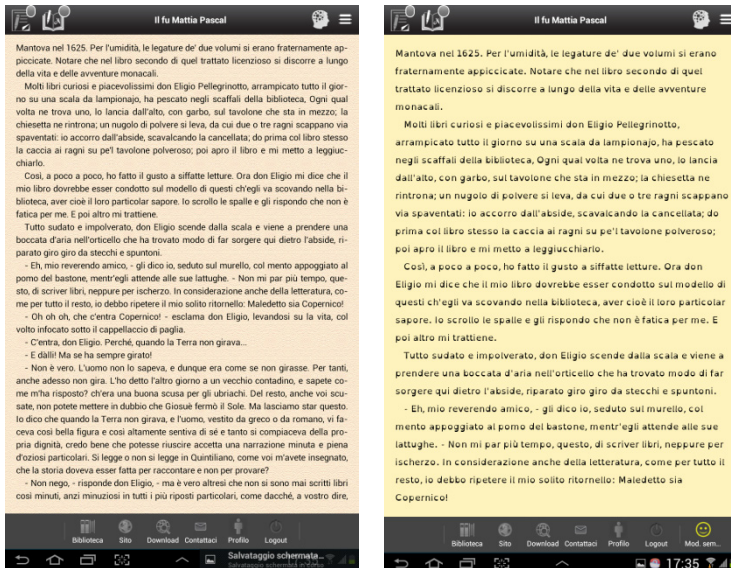 Il fu Mattia Pascal
Mantova nel 1625. Per l'umidità, le legature de' due volumi si erano fraternamente ap-
piccicate. Notare che nel libro secondo di quel trattato licenzioso si discorre a lungo
della vita e delle avventure monacali.
Molti libri curiosi e piacevolissimi don Eligio Pellegrinotto, arrampicato tutto il gior-
no su una scala da lampionajo, ha pescato negli scaffali della biblioteca, Ogni qual
volta ne trova uno, lo lancia dall'alto, con garbo, sul tavolone che sta in mezzo; la
chiesetta ne rintrona; un nugolo di polvere si leva, da cui due o tre ragni scappano via
spaventati: io accorro dall'abside, scavalcando la cancellata; do prima col libro stesso
la caccia ai ragni su pe'l tavolone polveroso; poi apro il libro e mi metto a leggiuc-
chiarlo.
Così, a poco a poco, ho fatto il gusto a siffatte letture. Ora don Eligio mi dice che il
mio libro dovrebbe esser condotto sul modello di questi ch'egli va scovando nella bi-
blioteca, aver cioè il loro particolar sapore. Io scrollo le spalle e gli rispondo che non è
fatica per me. E poi altro mi trattiene.
Tutto sudato e impolverato, don Eligio scende dalla scala e viene a prendere una
boccata d'aria nell'orticello che ha trovato modo di far sorgere qui dietro l'abside, ri-
parato giro giro da stecchi e spuntoni.
- Eh, mio reverendo amico, - gli dico io, seduto sul murello, col mento appoggiato al
pomo del bastone, mentr'egli attende alle sue lattughe. - Non mi par più tempo, que-
sto, di scriver libri, neppure per ischerzo. In considerazione anche della letteratura, co-
me per tutto il resto, io debbo ripetere il mio solito ritornello: Maledetto sia Copernico!
- Oh oh oh, che c'entra Copernico! - esclama don Eligio, levandosi su la vita, col
volto infocato sotto il cappellaccio di paglia.
- C'entra, don Eligio. Perché, quando la Terra non girava...
- E dàlli! Ma se ha sempre girato!
- Non è vero. L'uomo non lo sapeva, e dunque era come se non girasse. Per tanti,
anche adesso non gira. L'ho detto l'altro giorno a un vecchio contadino, e sapete co-
me m'ha risposto? ch'era una buona scusa per gli ubriachi. Del resto, anche voi scu-
sate, non potete mettere in dubbio che Giosuè fermò il Sole. Ma lasciamo star questo.
Io dico che quando la Terra non girava, e l'uomo, vestito da greco o da romano, vi fa-
ceva così bella figura e così altamente sentiva di sé e tanto si compiaceva della pro-
pria dignità, credo bene che potesse riuscire accetta una narrazione minuta e piena
d'oziosi particolari. Si legge o non si legge in Quintiliano, come voi m'avete insegnato,
che la storia doveva esser fatta per raccontare e non per provare?
- Non nego, - risponde don Eligio, - ma è vero altresì che non si sono mai scritti libri
così minuti, anzi minuziosi in tutti i più riposti particolari, come dacché, a vostro dire,
Biblioteca Sito Download Contattaci Profilo Logout
Salvataggio schermata...
Il fu Mattia Pascal
Mantova nel 1625. Per l'umidità, le legature de' due volumi si erano
fraternamente appiccicate. Notare che nel libro secondo di quel
trattato licenzioso si discorre a lungo della vita e delle avventure
monacali.
Molti libri curiosi e piacevolissimi don Eligio Pellegrinotto,
arrampicato tutto il giorno su una scala da lampionajo, ha pescato
negli scaffali della biblioteca, Ogni qual volta ne trova uno, lo lancia
dall'alto, con garbo, sul tavolone che sta in mezzo; la chiesetta ne
rintrona; un nugolo di polvere si leva, da cui due o tre ragni scappano
via spaventati: io accorro dall'abside, scavalcando la cancellata; do
prima col libro stesso la caccia ai ragni su pe'l tavolone polveroso;
poi apro il libro e mi metto a leggiucchiarlo.
Così, a poco a poco, ho fatto il gusto a siffatte letture. Ora don
Eligio mi dice che il mio libro dovrebbe esser condotto sul modello di
questi ch'egli va scovando nella biblioteca, aver cioè il loro particolar
sapore. Io scrollo le spalle e gli rispondo che non è fatica per me. E
poi altro mi trattiene.
Tutto sudato e impolverato, don Eligio scende dalla scala e viene a
prendere una boccata d'aria nell'orticello che ha trovato modo di far
sorgere qui dietro l'abside, riparato giro giro da stecchi e spuntoni.
- Eh, mio reverendo amico, - gli dico io, seduto sul murello, col
mento appoggiato al pomo del bastone, mentr'egli attende alle sue
lattughe. - Non mi par più tempo, questo, di scriver libri, neppure per
ischerzo. In considerazione anche della letteratura, come per tutto il
resto, io debbo ripetere il mio solito ritornello: Maledetto sia
Copernico!
Biblioteca Sito Download Contattaci Profilo Logout Mod. sem...
17:35